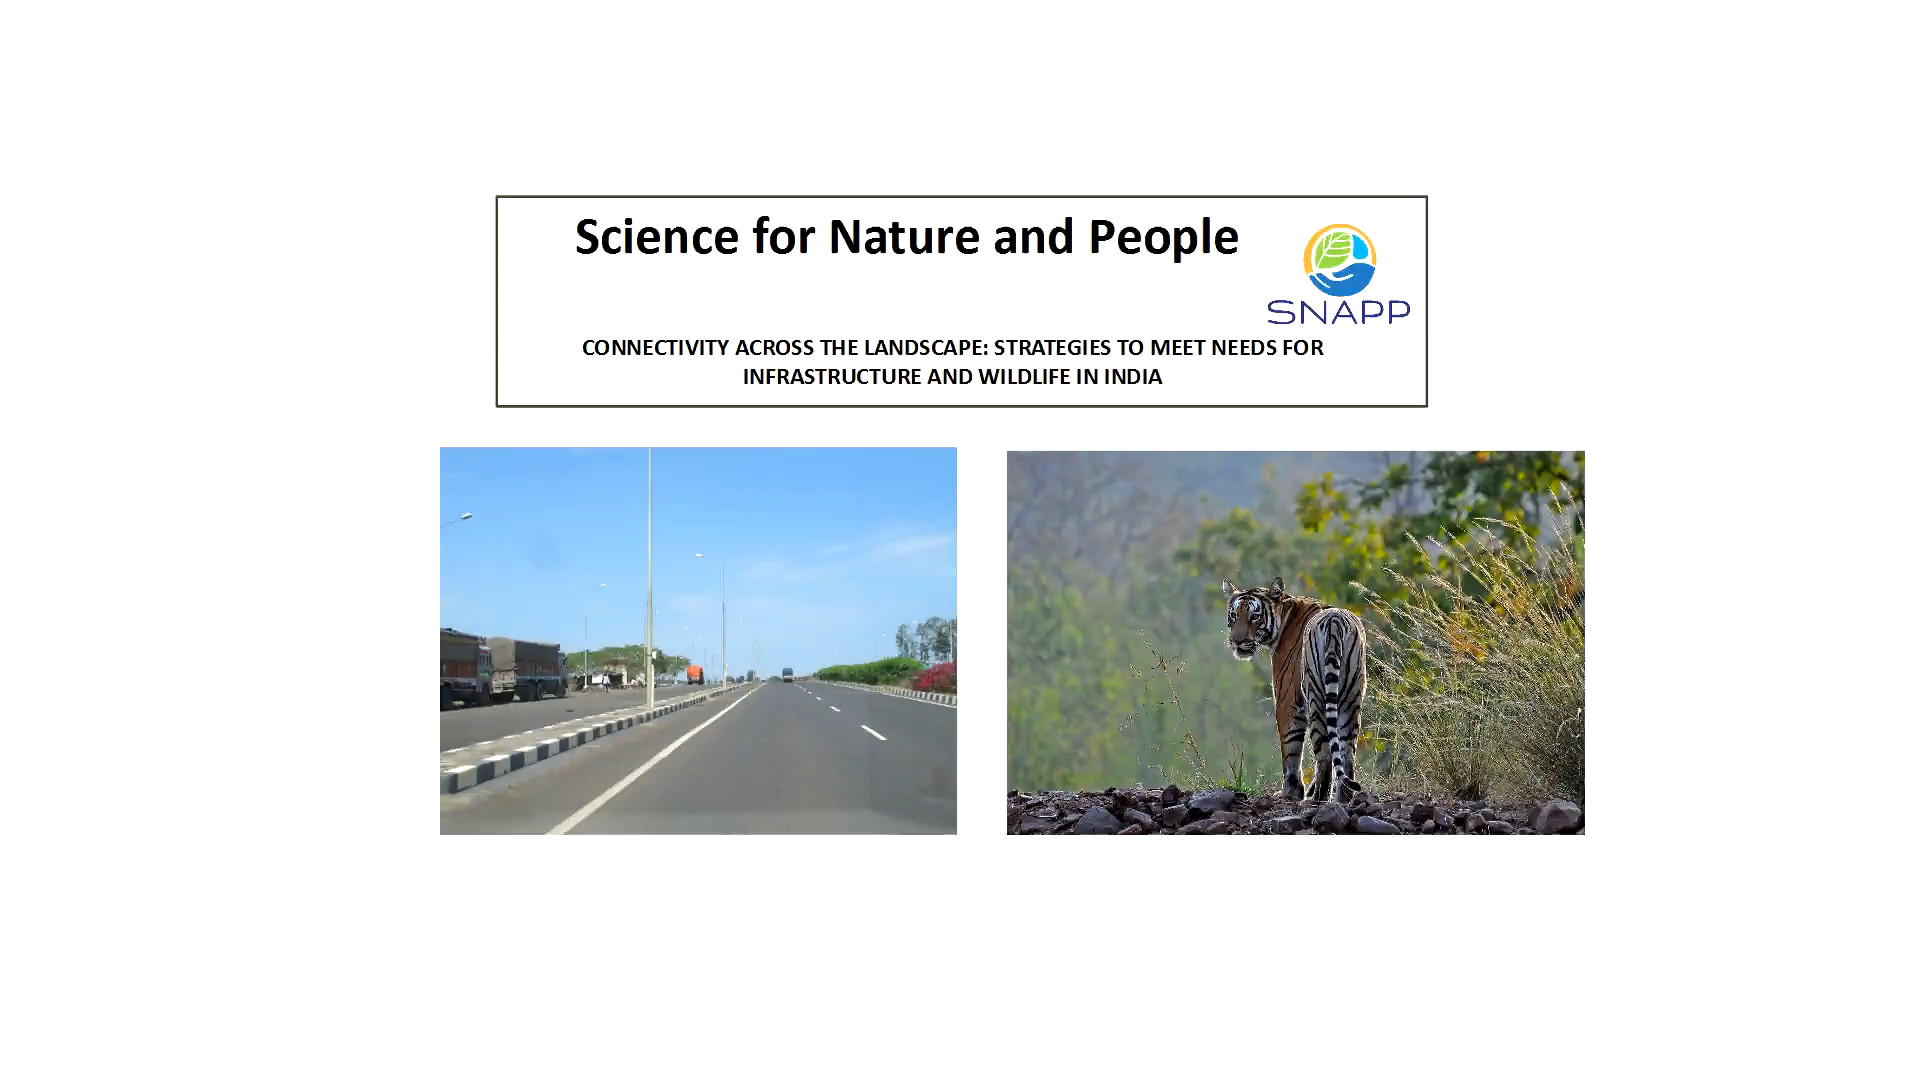 Science for Nature and People
SNAPP
CONNECTIVITY ACROSS THE LANDSCAPE: STRATEGIES TO MEET NEEDS FOR
INFRASTRUCTURE AND WILDLIFE IN INDIA